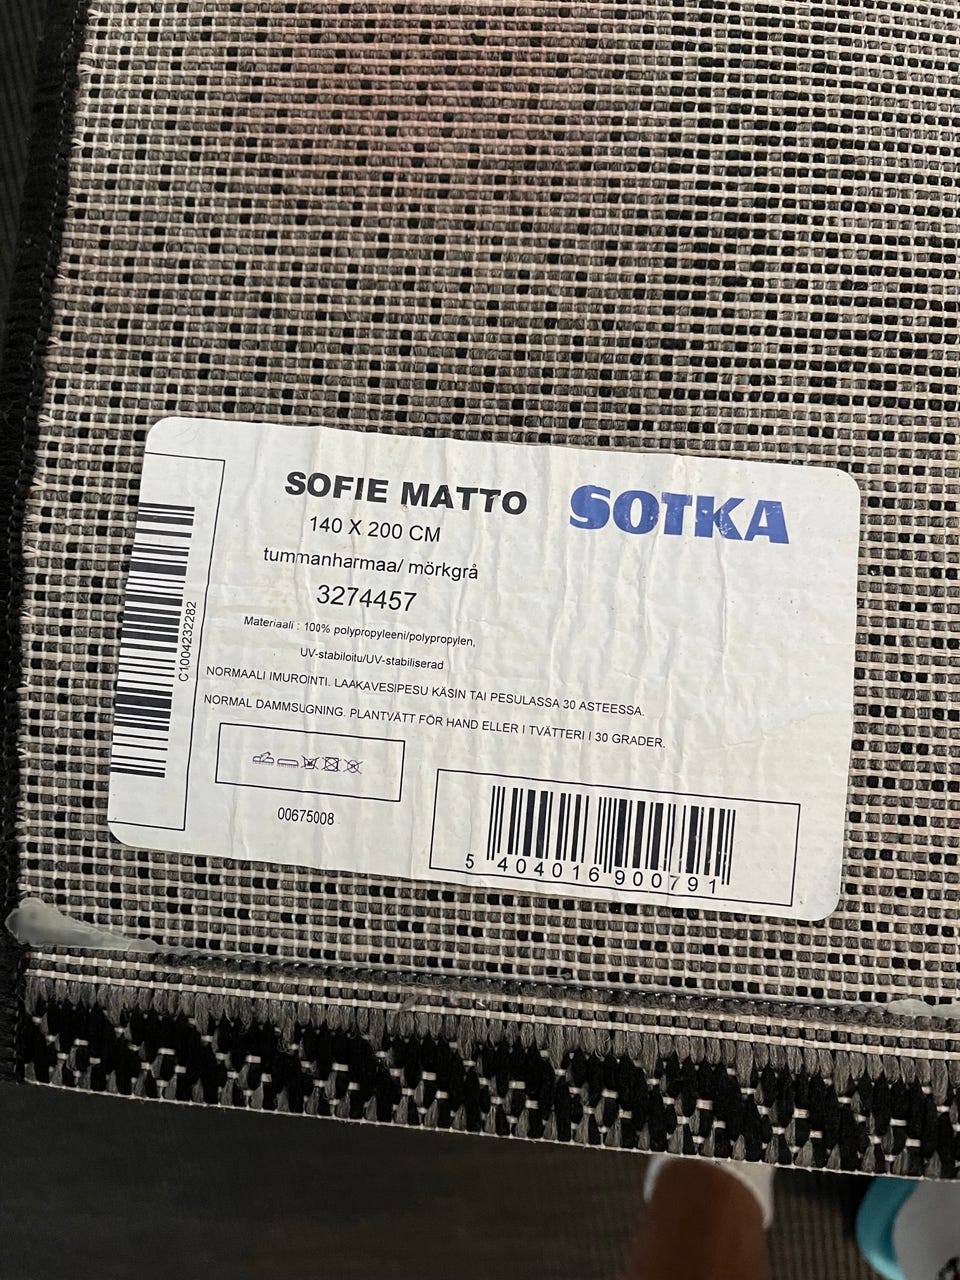 SOFIE MATTO
SOTKA
140 X 200 CM
tummanharmaa/ mörkgrå
3274457
Materiaali : 100% polypropyleeni/polypropylen,
UV-stabiloitu/UV-stabiliserad
NORMAALI IMUROINTI. LAAKAVESIPESU KÄSIN TAI PESULASSA 30 ASTEESSA.
NORMAL DAMMSUGNING. PLANTVÄTT FÖR HAND ELLER I TVÄTTERI I 30 GRADER.
00675008
C1004232282
5 404016 900791